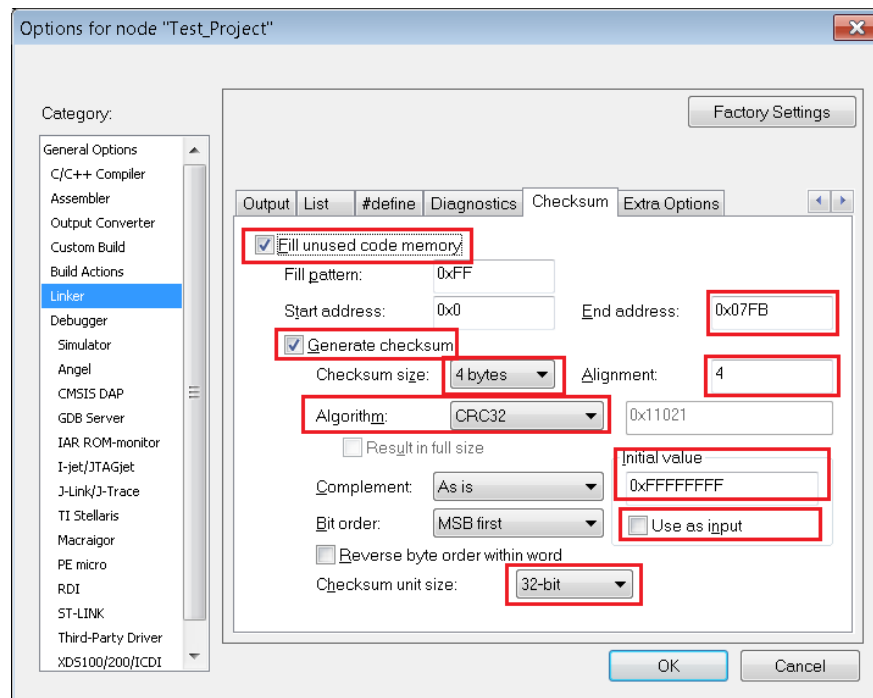 Options for node "Test_Project"
Factory Settings
Category:
General Options
C/C++ Compiler
Assembler
Output Converter
Custom Build
Build Actions
Linker
Debugger
Simulator
Angel
CMSIS DAP
GDB Server
IAR ROM-monitor
I-jet/JTAGjet
J-Link/J-Trace
TI Stellaris
Macraigor
PE micro
RDI
ST-LINK
Third-Party Driver
XDS100/200/ICDI
Output List #define Diagnostics Checksum Extra Options
Fill unused code memory
Fill pattern: 0xFF
Start address: 0x0 End address: 0x07FB
Generate checksum
Checksum size: 4 bytes Alignment: 4
Algorithm: CRC32 0x11021
Result in full size
Initial value
Complement: As is 0xFFFFFFFF
Bit order: MSB first Use as input
Reverse byte order within word
Checksum unit size: 32-bit
OK Cancel